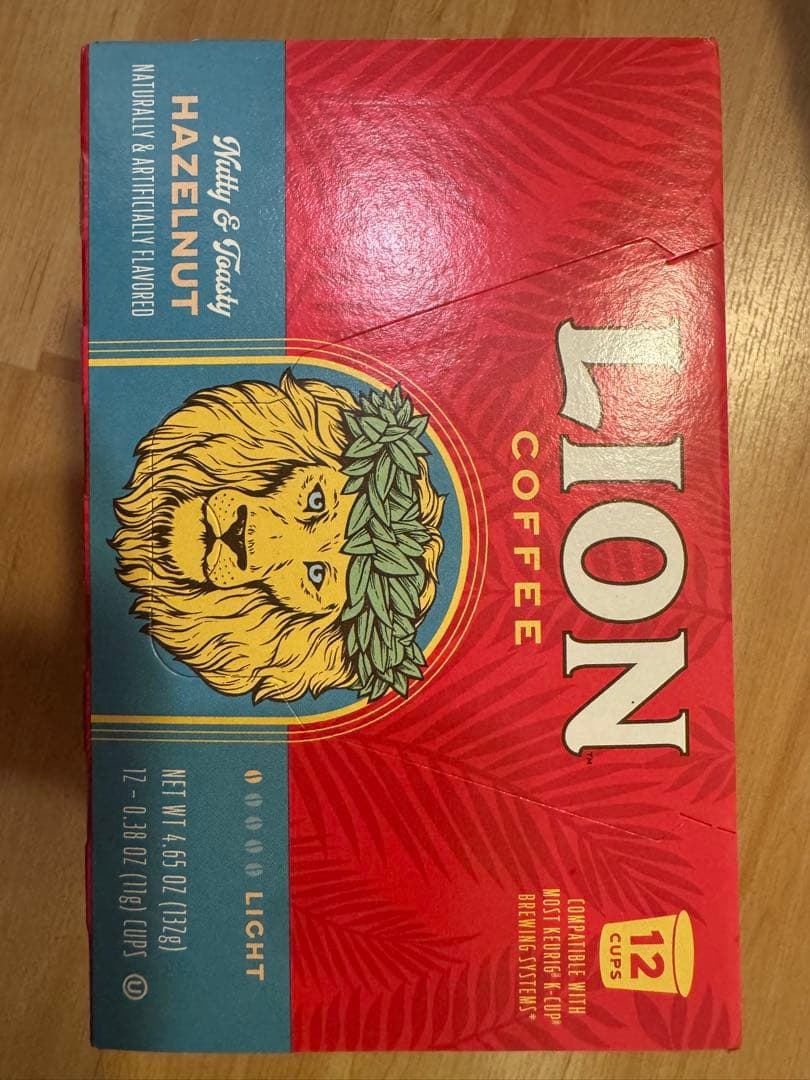 LION™
COFFEE
12
CUPS
COMPATIBLE WITH
MOST KEURIG® K-CUP®
BREWING SYSTEMS*
Nutty & Toasty
HAZELNUT
NATURALLY & ARTIFICIALLY FLAVORED
LIGHT
NET WT 4.65 OZ (132g)
12 – 0.38 OZ (11g) CUPS U